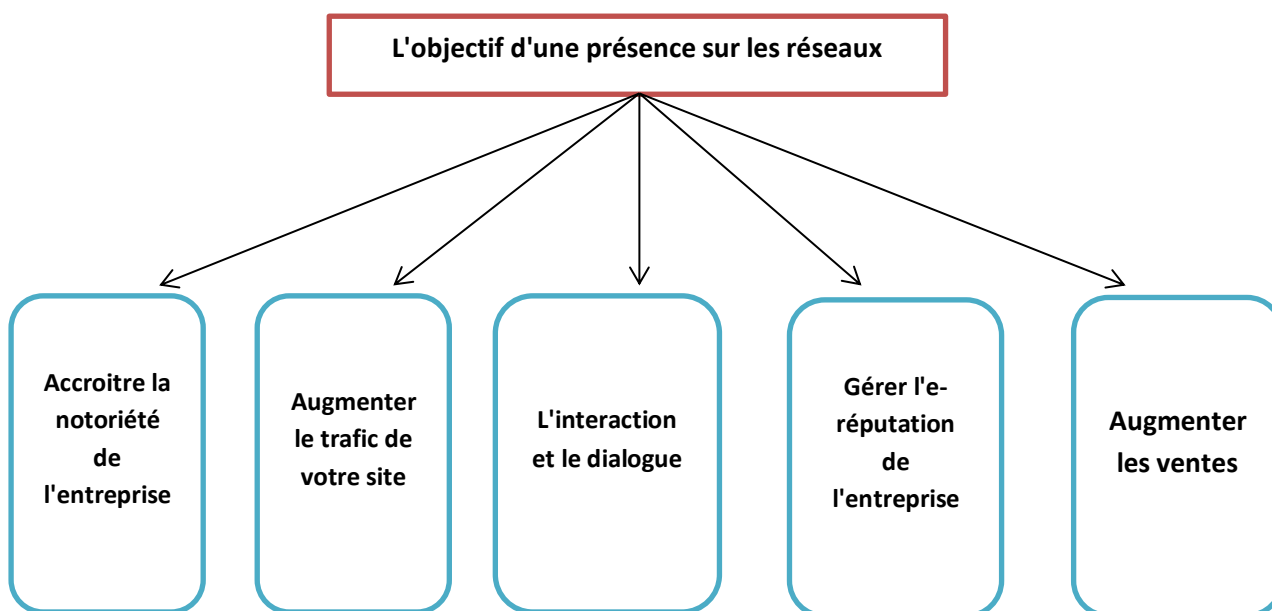 L'objectif d'une présence sur les réseaux
Accroitre la
notoriété
de
l'entreprise
Augmenter
le trafic de
votre site
L'interaction
et le dialogue
Gérer l'e-
réputation
de
l'entreprise
Augmenter
les ventes